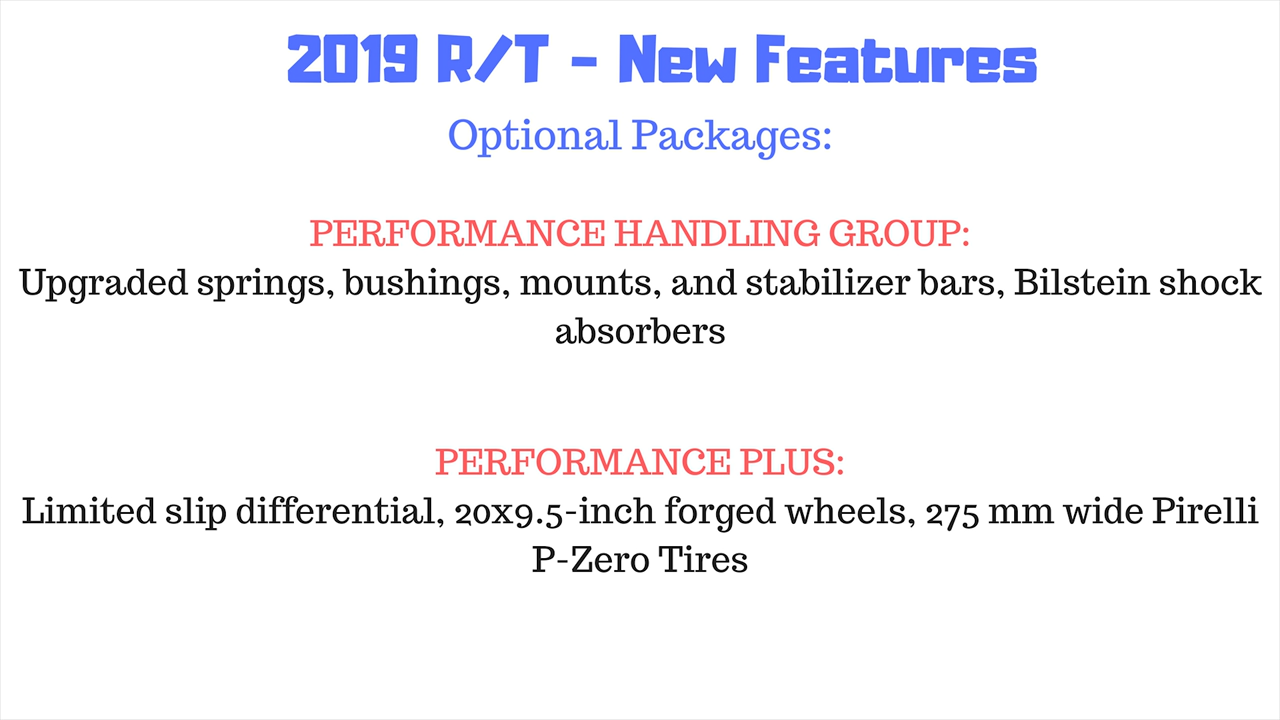 2019 R/T - New Features
Optional Packages:
PERFORMANCE HANDLING GROUP:
Upgraded springs, bushings, mounts, and stabilizer bars, Bilstein shock
absorbers
PERFORMANCE PLUS:
Limited slip differential, 20x9.5-inch forged wheels, 275 mm wide Pirelli
P-Zero Tires